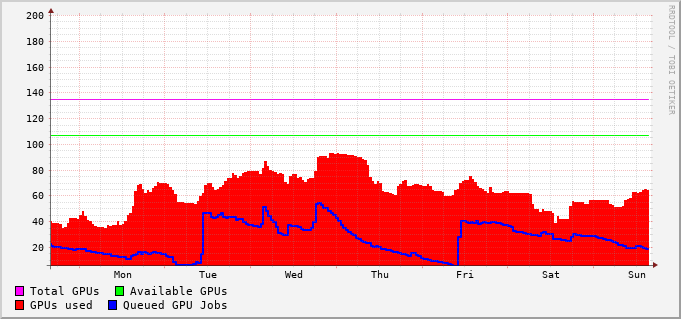 200
180
160
140
120
100
80
60
40
20
Mon Tue Wed Thu Fri Sat Sun
RRDTOOL / TOBI OETIKER
Total GPUs Available GPUs
GPUs used Queued GPU Jobs